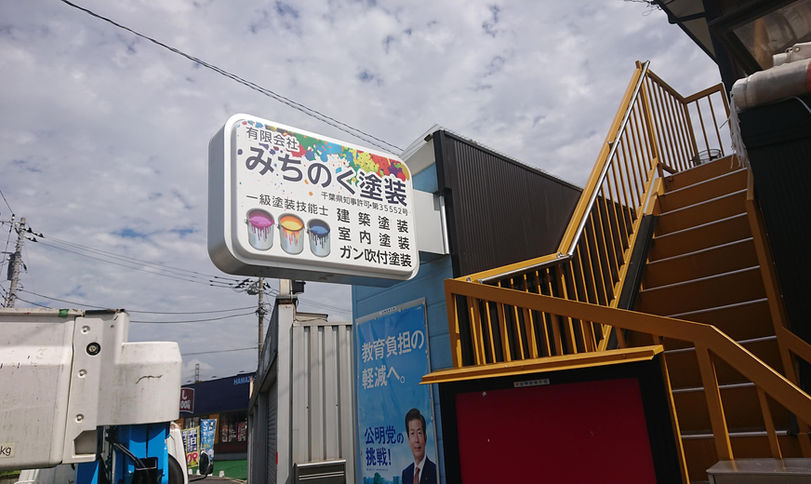 有限会社
みちのく塗装
千葉県知事許可•第35552号
一級塗装技能士
建築塗装
室内塗装
ガン吹付塗装
教育負担の
軽減へ。
公明党の
挑戦!
HAMA
kg